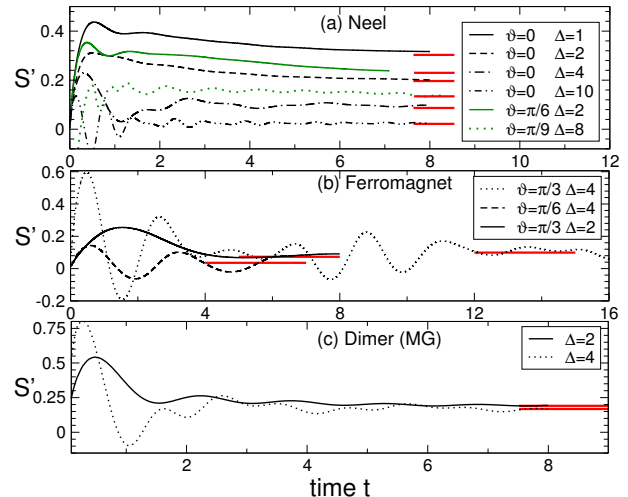 (a) Neel
S’
0.4
0.2
0
ϑ=0 Δ=1
ϑ=0 Δ=2
ϑ=0 Δ=4
ϑ=0 Δ=10
ϑ=π/6 Δ=2
ϑ=π/9 Δ=8
0 2 4 6 8 10 12
(b) Ferromagnet
S’
0.6
0.4
0.2
0
-0.2
ϑ=π/3 Δ=4
ϑ=π/6 Δ=4
ϑ=π/3 Δ=2
0 4 8 12 16
(c) Dimer (MG)
S’
0.75
0.5
0.25
0
Δ=2
Δ=4
2 4 6 8
time t